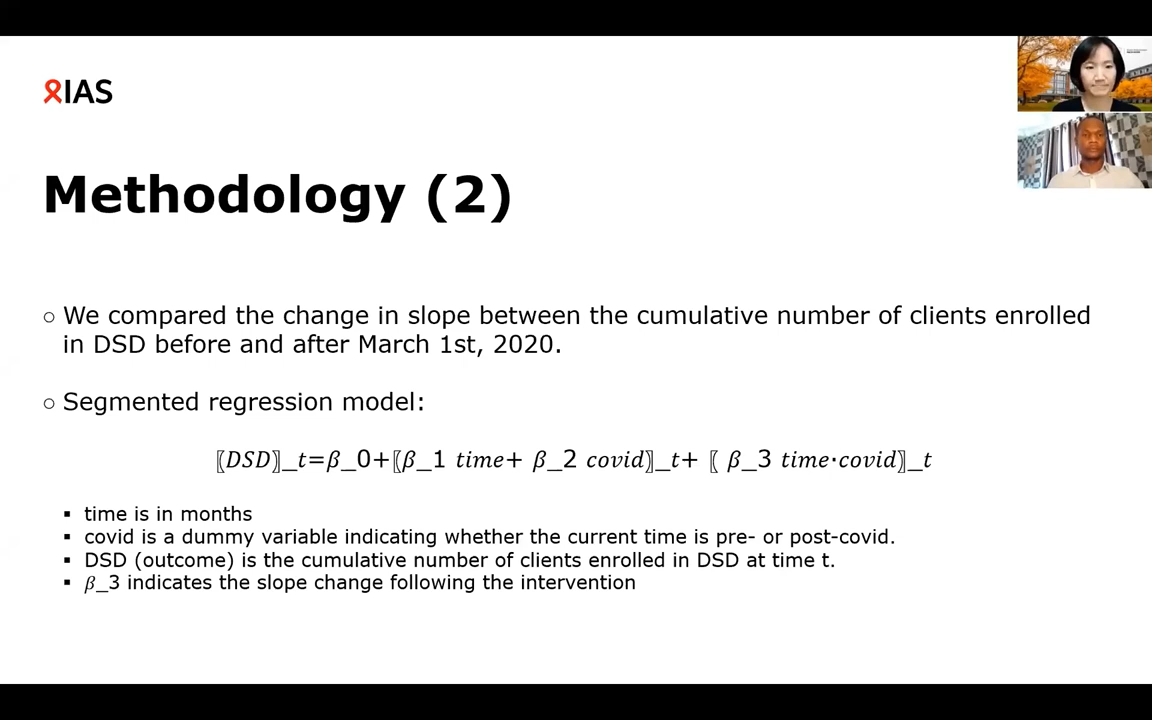 IAS
Methodology (2)
○ We compared the change in slope between the cumulative number of clients enrolled
in DSD before and after March 1st, 2020.
○ Segmented regression model:
〖𝐷𝑆𝐷〗_𝑡=𝛽_0+〖𝛽_1 𝑡𝑖𝑚𝑒+ 𝛽_2 𝑐𝑜𝑣𝑖𝑑〗_𝑡+ 〖 𝛽_3 𝑡𝑖𝑚𝑒·𝑐𝑜𝑣𝑖𝑑〗_𝑡
▪ time is in months
▪ covid is a dummy variable indicating whether the current time is pre- or post-covid.
▪ DSD (outcome) is the cumulative number of clients enrolled in DSD at time t.
▪ 𝛽_3 indicates the slope change following the intervention